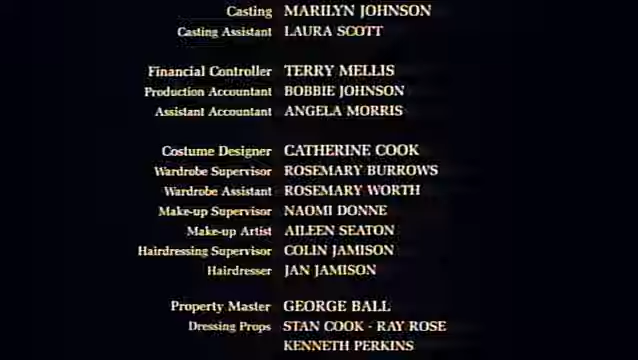 Casting MARILYN JOHNSON
Casting Assistant LAURA SCOTT
Financial Controller TERRY MELLIS
Production Accountant BOBBIE JOHNSON
Assistant Accountant ANGELA MORRIS
Costume Designer CATHERINE COOK
Wardrobe Supervisor ROSEMARY BURROWS
Wardrobe Assistant ROSEMARY WORTH
Make-up Supervisor NAOMI DONNE
Make-up Artist AILEEN SEATON
Hairdressing Supervisor COLIN JAMISON
Hairdresser JAN JAMISON
Property Master GEORGE BALL
Dressing Props STAN COOK - RAY ROSE
KENNETH PERKINS